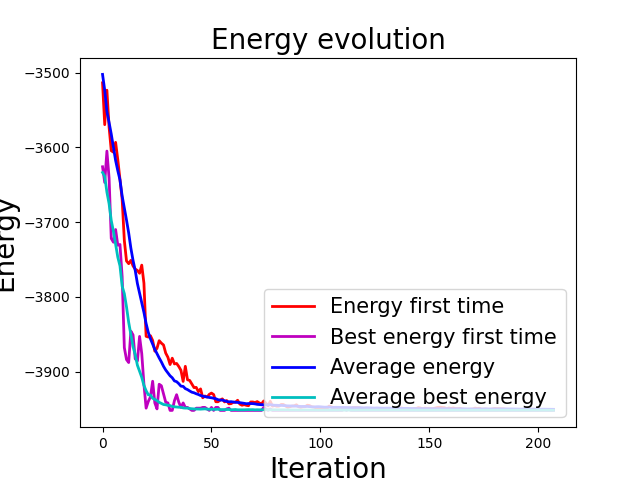 Energy evolution
Energy
−3500
−3600
−3700
−3800
−3900
Energy first time
Best energy first time
Average energy
Average best energy
0 50 100 150 200
Iteration